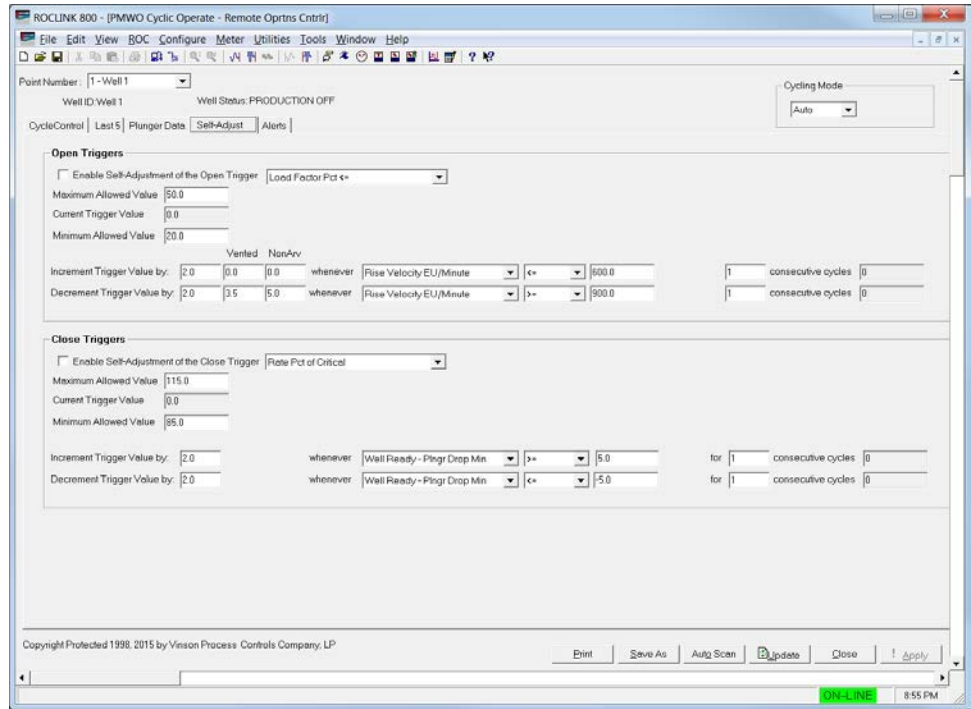 ROCLINK 800 - [PMWO Cyclic Operate - Remote Oprtns Cntrlr]
File Edit View ROC Configure Meter Utilities Tools Window Help
Point Number : 1 - Well 1
Cycling Mode
Well ID: Well 1 Well Status: PRODUCTION OFF
Auto
CycleControl Last 5 Plunger Data Self-Adjust Alerts
Open Triggers
Enable Self-Adjustment of the Open Trigger Load Factor Pct <=
Maximum Allowed Value 50.0
Current Trigger Value 0.0
Minimum Allowed Value 20.0
Vented NonArv
Increment Trigger Value by: 2.0 0.0 0.0 whenever Rise Velocity EU/Minute <= 600.0 1 consecutive cycles 0
Decrement Trigger Value by: 2.0 3.5 5.0 whenever Rise Velocity EU/Minute >= 900.0 1 consecutive cycles 0
Close Triggers
Enable Self-Adjustment of the Close Trigger Rate Pct of Critical
Maximum Allowed Value 115.0
Current Trigger Value 0.0
Minimum Allowed Value 85.0
Increment Trigger Value by: 2.0 whenever Well Ready - Plngr Drop Min >= 5.0 for 1 consecutive cycles 0
Decrement Trigger Value by: 2.0 whenever Well Ready - Plngr Drop Min <= -5.0 for 1 consecutive cycles 0
Copyright Protected 1998, 2015 by Vinson Process Controls Company, LP
Print Save As Auto Scan Update Close ! Apply
ON-LINE 8:55 PM